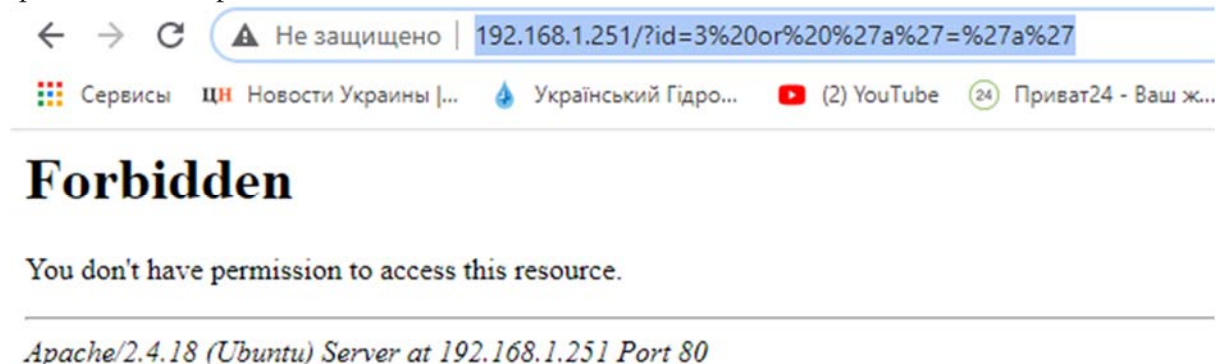 Не защищено | 192.168.1.251/?id=3%20or%20%27a%27=%27a%27
Сервисы ЦН Новости Украины |... Український Гідро... (2) YouTube 24 Приват24 - Ваш ж...
Forbidden
You don't have permission to access this resource.
Apache/2.4.18 (Ubuntu) Server at 192.168.1.251 Port 80